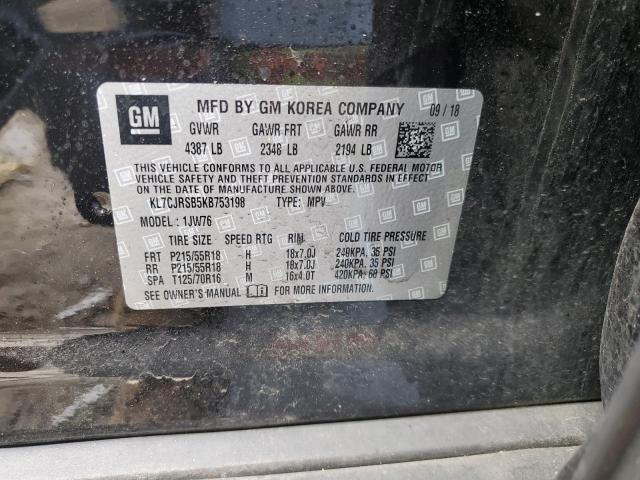 GM
MFD BY GM KOREA COMPANY 09/18
GVWR GAWR FRT GAWR RR
4387 LB 2348 LB 2194 LB
THIS VEHICLE CONFORMS TO ALL APPLICABLE U.S. FEDERAL MOTOR
VEHICLE SAFETY AND THEFT PREVENTION STANDARDS IN EFFECT
ON THE DATE OF MANUFACTURE SHOWN ABOVE.
KL7CJRSB5KB753198 TYPE: MPV
MODEL: 1JW76
TIRE SIZE SPEED RTG RIM COLD TIRE PRESSURE
FRT P215/55R18 H 18x7.0J 240KPA, 35 PSI
RR P215/55R18 H 18x7.0J 240KPA, 35 PSI
SPA T125/70R16 M 16x4.0T 420KPA, 60 PSI
SEE OWNER'S MANUAL FOR MORE INFORMATION.